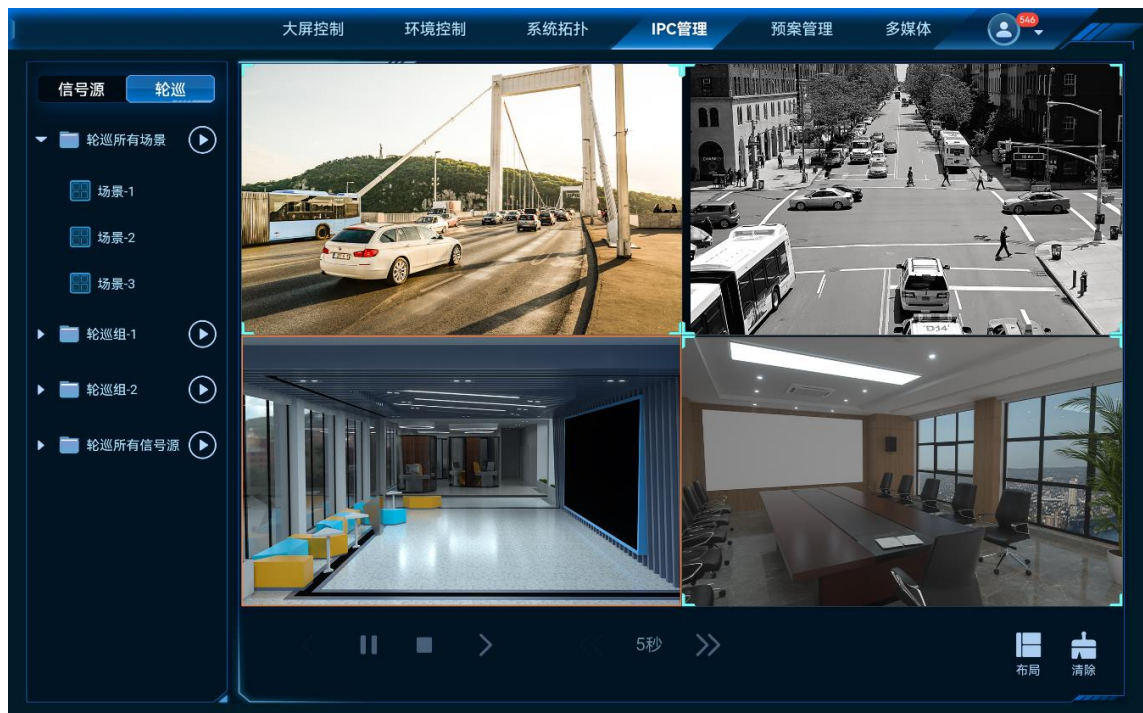 大屏控制 环境控制 系统拓扑 IPC管理 预案管理 多媒体 546
信号源 轮巡
轮巡所有场景
场景-1
场景-2
场景-3
轮巡组-1
轮巡组-2
轮巡所有信号源
5秒
布局 清除